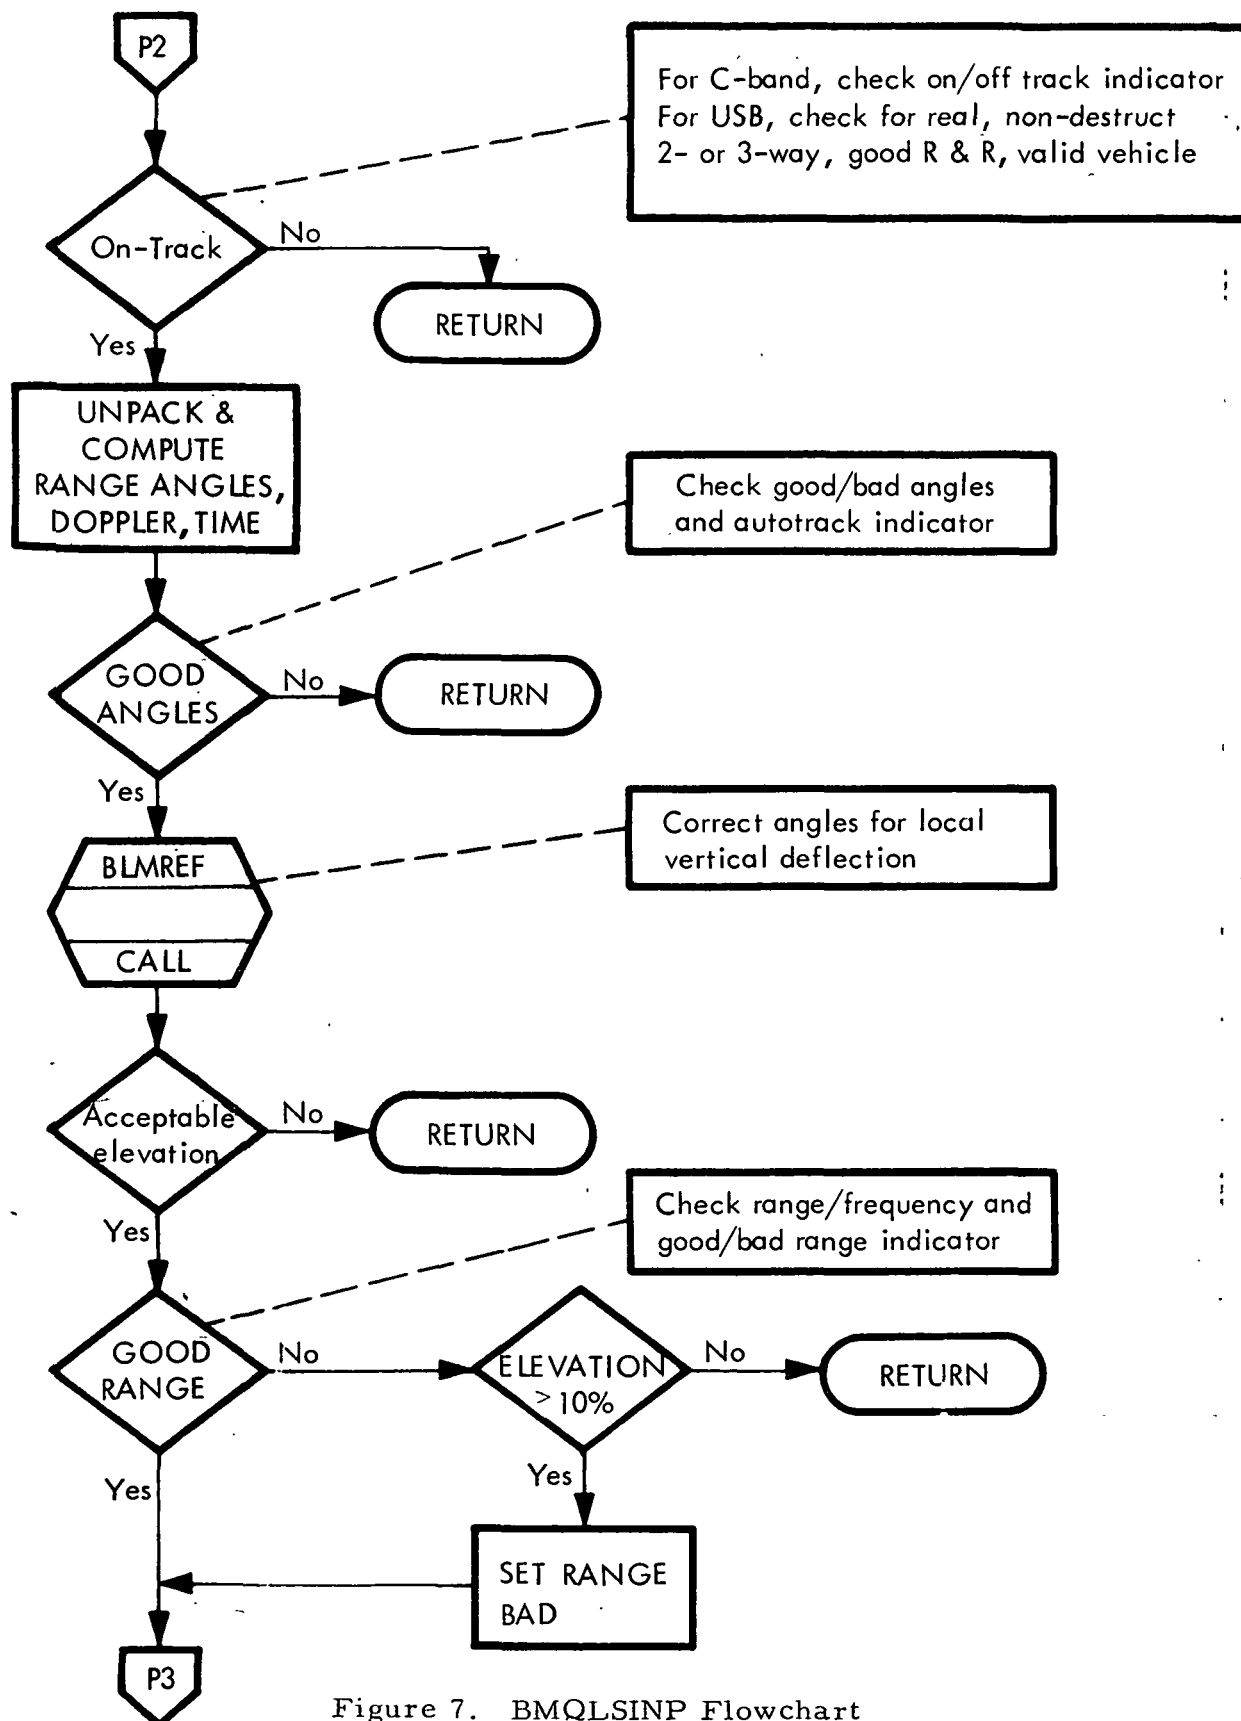 P2
For C-band, check on/off track indicator
For USB, check for real, non-destruct
2- or 3-way, good R & R, valid vehicle
On-Track
No
RETURN
Yes
UNPACK &
COMPUTE
RANGE ANGLES,
DOPPLER, TIME
Check good/bad angles
and autotrack indicator
GOOD
ANGLES
No
RETURN
Yes
BLMREF
CALL
Correct angles for local
vertical deflection
Acceptable
elevation
No
RETURN
Yes
Check range/frequency and
good/bad range indicator
GOOD
RANGE
No
ELEVATION
> 10%
No
RETURN
Yes
Yes
SET RANGE
BAD
P3
Figure 7. BMQLSINP Flowchart